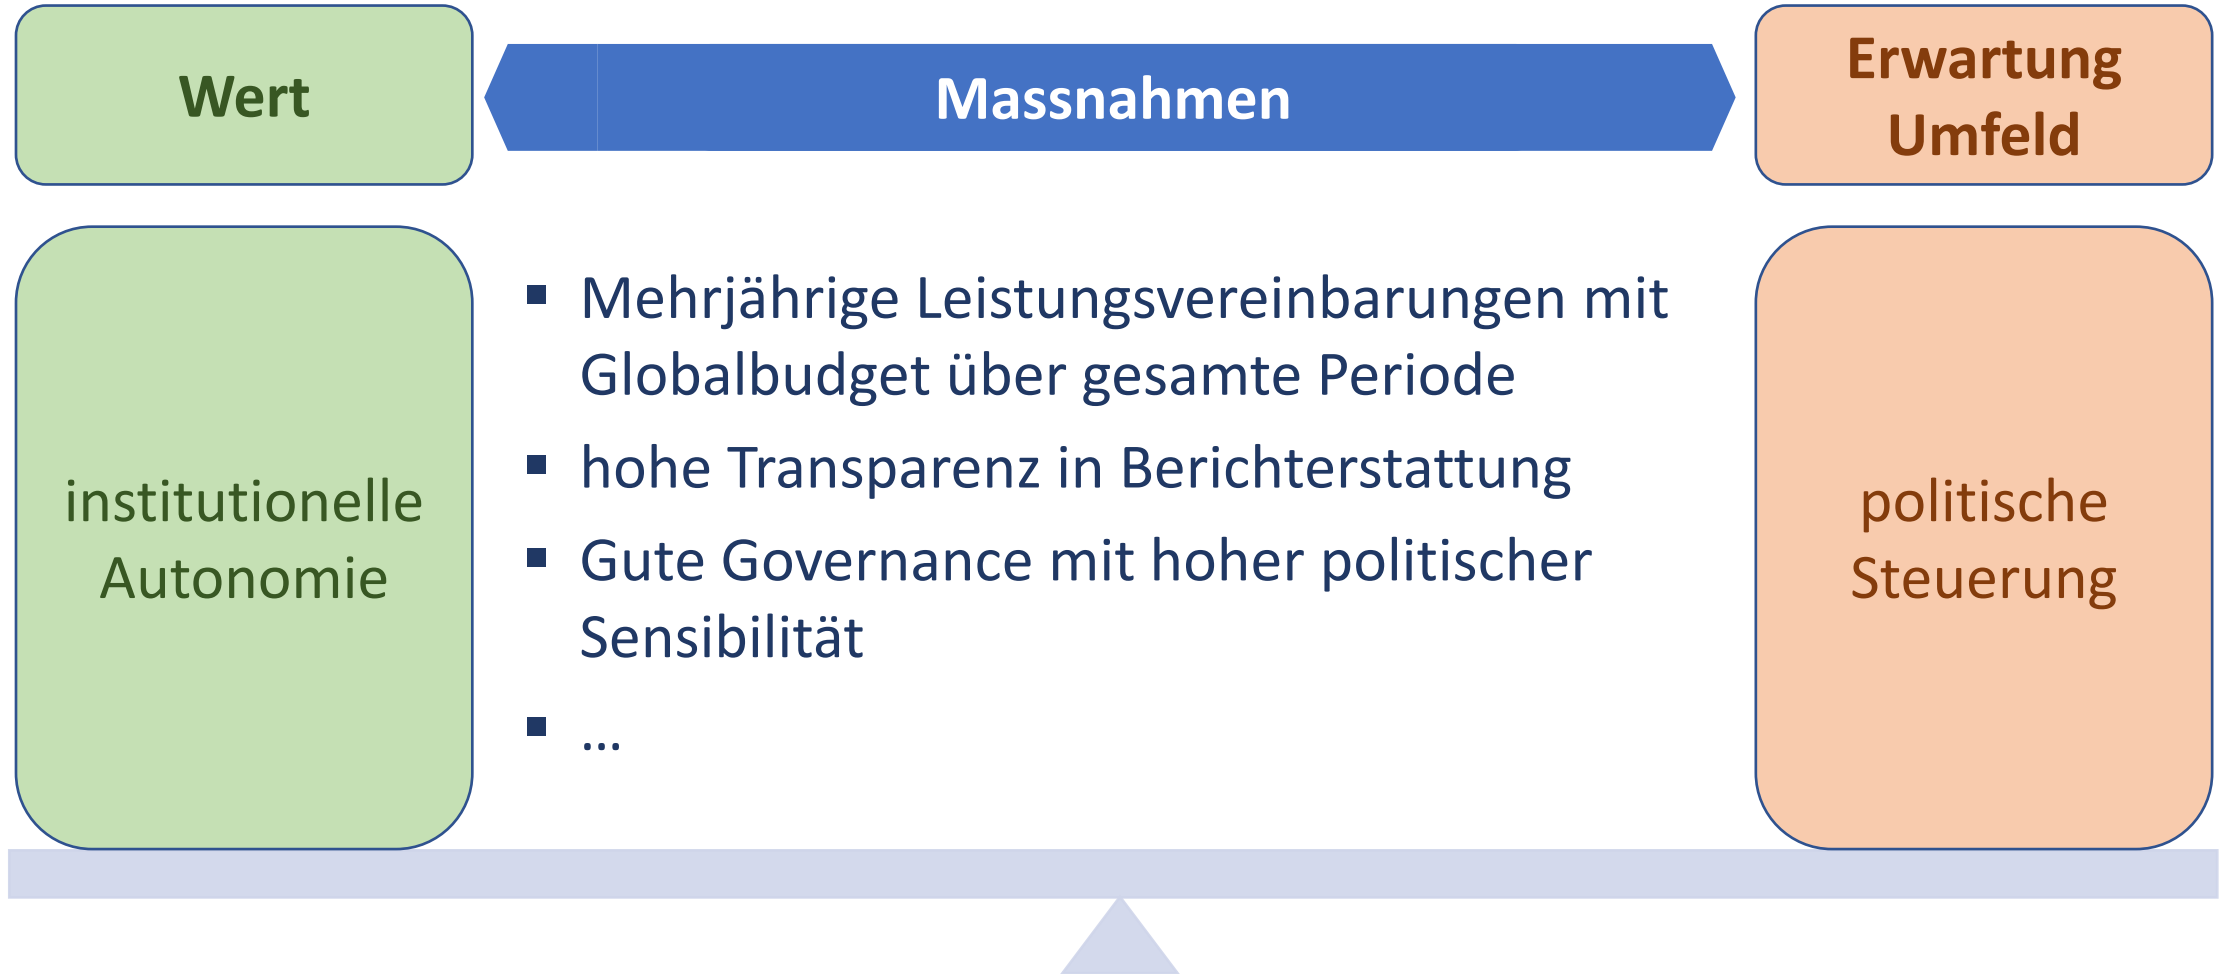 Wert
Massnahmen
Erwartung
Umfeld
institutionelle
Autonomie
▪ Mehrjährige Leistungsvereinbarungen mit
Globalbudget über gesamte Periode
▪ hohe Transparenz in Berichterstattung
▪ Gute Governance mit hoher politischer
Sensibilität
▪ …
politische
Steuerung